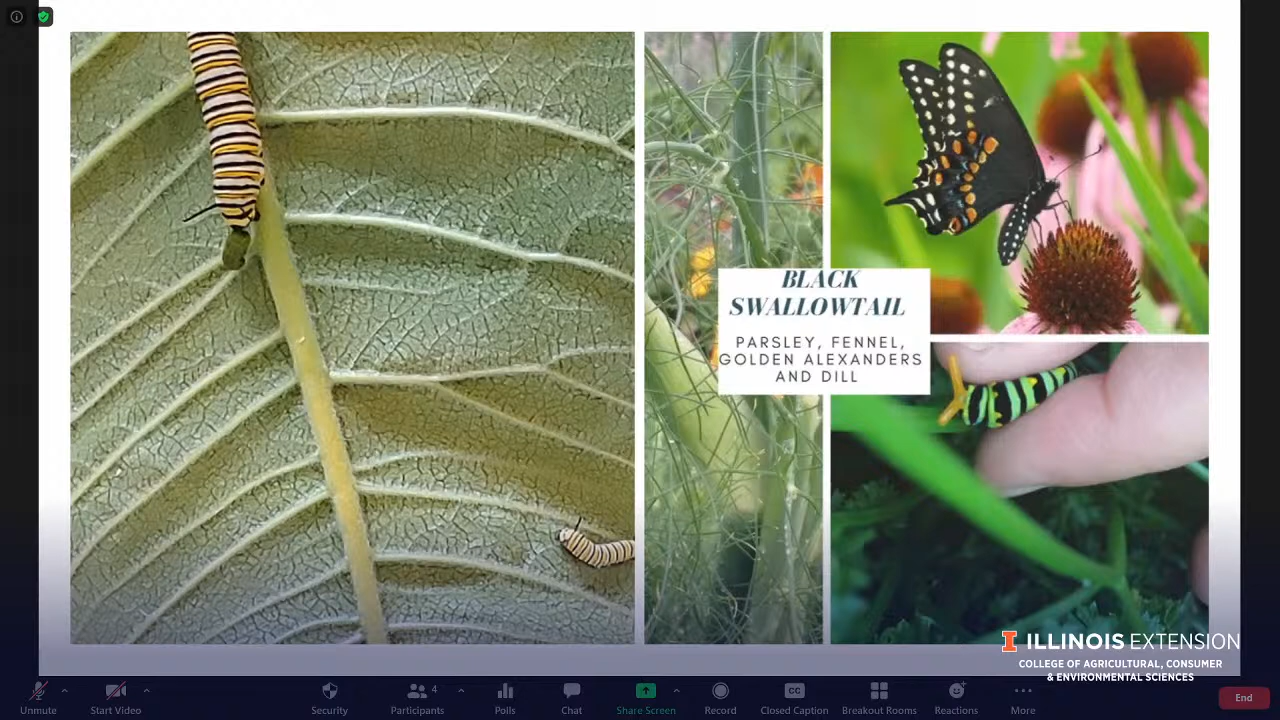 BLACK
SWALLOWTAIL
PARSLEY, FENNEL,
GOLDEN ALEXANDERS
AND DILL
I ILLINOIS EXTENSION
COLLEGE OF AGRICULTURAL, CONSUMER
& ENVIRONMENTAL SCIENCES
Unmute
Start Video
Security
4
Participants
Polls
Chat
Share Screen
Record
CC
Closed Caption
Breakout Rooms
Reactions
More
End